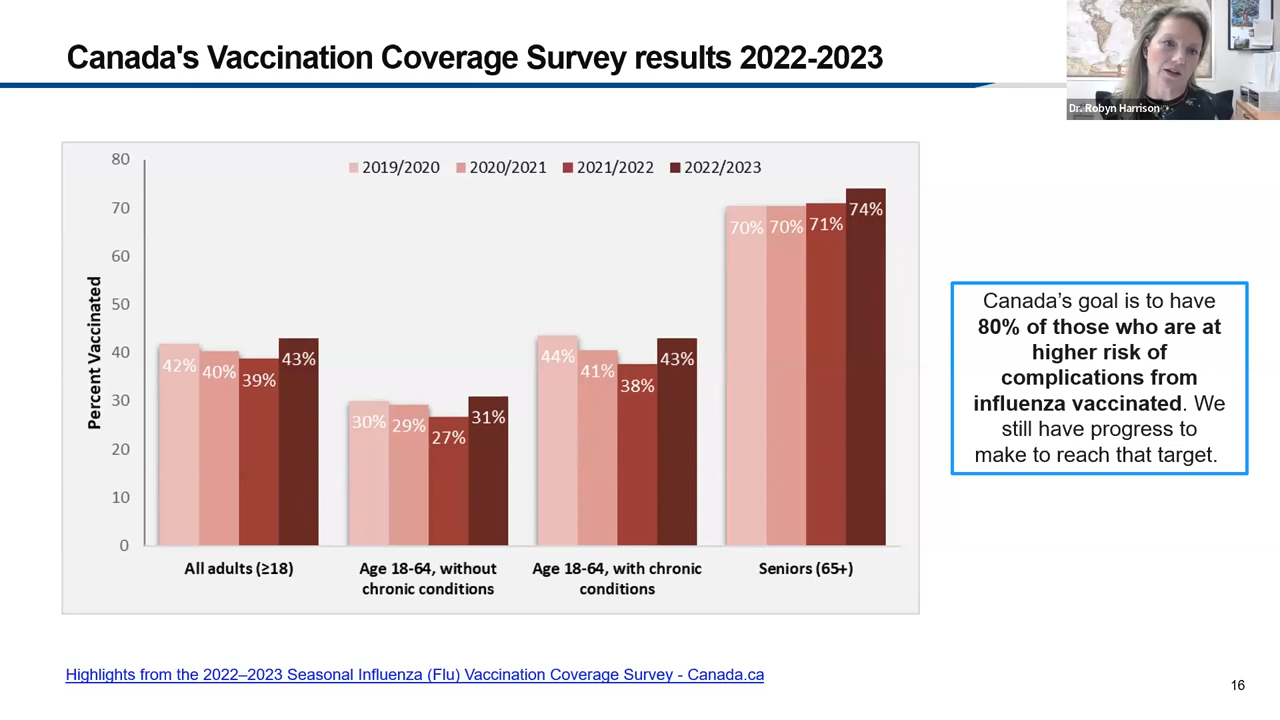 Canada's Vaccination Coverage Survey results 2022-2023
Dr. Robyn Harrison
2019/2020 2020/2021 2021/2022 2022/2023
Percent Vaccinated
80
70
60
50
40
30
20
10
0
42% 40% 39% 43%
30% 29% 27% 31%
44% 41% 38% 43%
70% 70% 71% 74%
All adults (≥18)
Age 18-64, without
chronic conditions
Age 18-64, with chronic
conditions
Seniors (65+)
Canada’s goal is to have
80% of those who are at
higher risk of
complications from
influenza vaccinated. We
still have progress to
make to reach that target.
Highlights from the 2022–2023 Seasonal Influenza (Flu) Vaccination Coverage Survey - Canada.ca
16